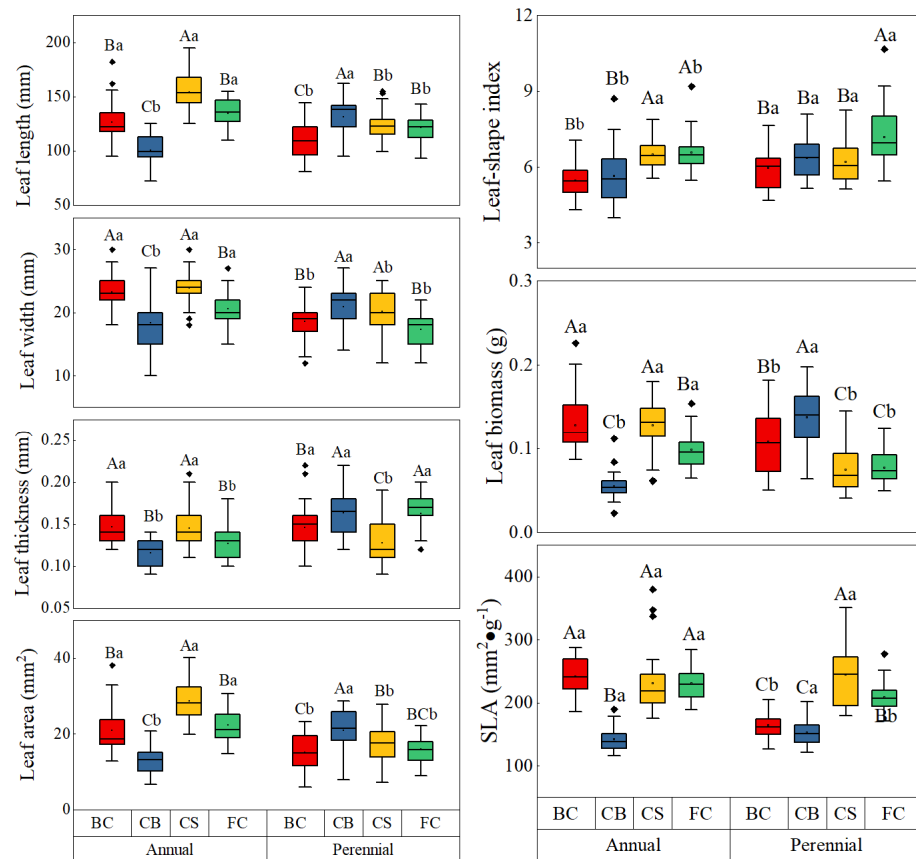 Leaf length (mm)
200
150
100
50
Ba
Cb
Aa
Ba
Cb
Aa
Bb
Bb
Leaf width (mm)
30
20
10
Aa
Cb
Aa
Ba
Bb
Aa
Ab
Cb
Leaf thickness (mm)
0.25
0.20
0.15
0.10
0.05
Aa
Bb
Aa
Bb
Ba
Aa
Cb
Aa
Leaf area (mm²)
40
20
0
Ba
Cb
Aa
Ba
Cb
Aa
Bb
BCb
BC CB CS FC BC CB CS FC
Annual Perennial
Leaf-shape index
12
9
6
3
Bb
Bb
Aa
Ab
Ba
Ba
Ba
Aa
Leaf biomass (g)
0.3
0.2
0.1
0.0
Aa
Cb
Aa
Ba
Bb
Aa
Cb
Cb
SLA (mm²●g⁻¹)
400
300
200
100
Aa
Ba
Aa
Aa
Cb
Ca
Aa
Bb
BC CB CS FC BC CB CS FC
Annual Perennial